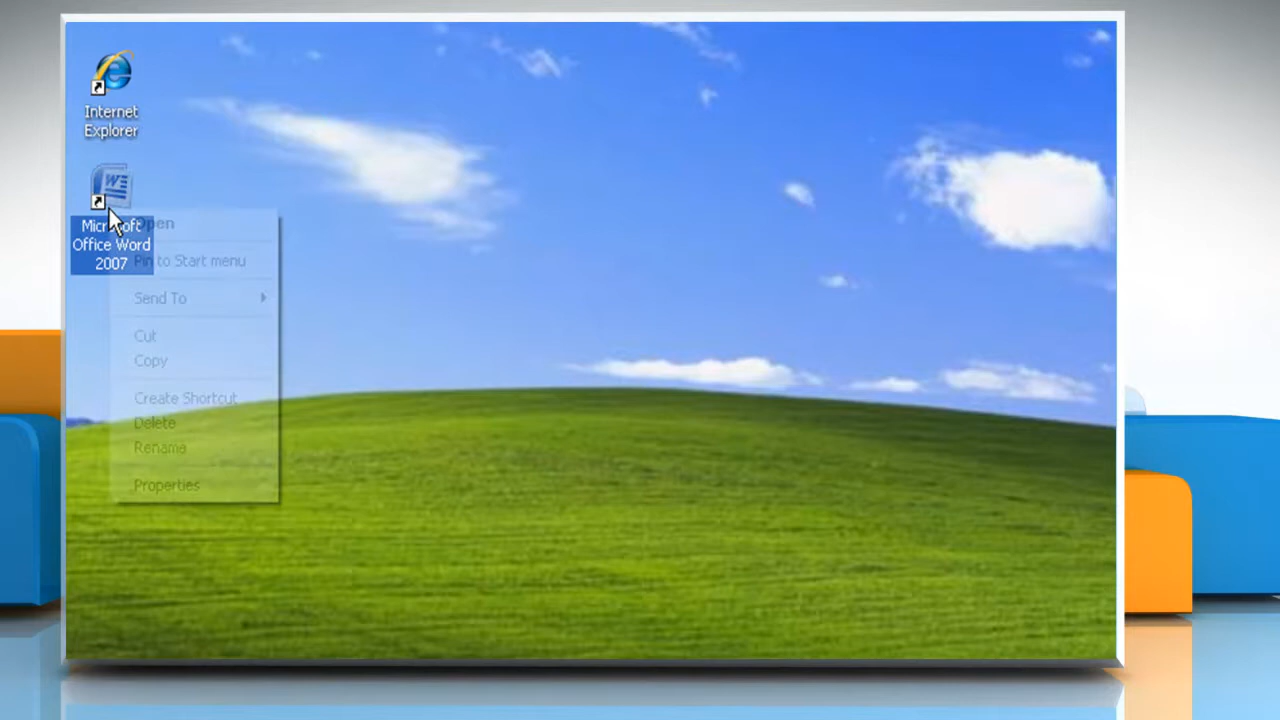 Internet
Explorer
Microsoft
Office Word
2007
Open
Pin to Start menu
Send To
Cut
Copy
Create Shortcut
Delete
Rename
Properties